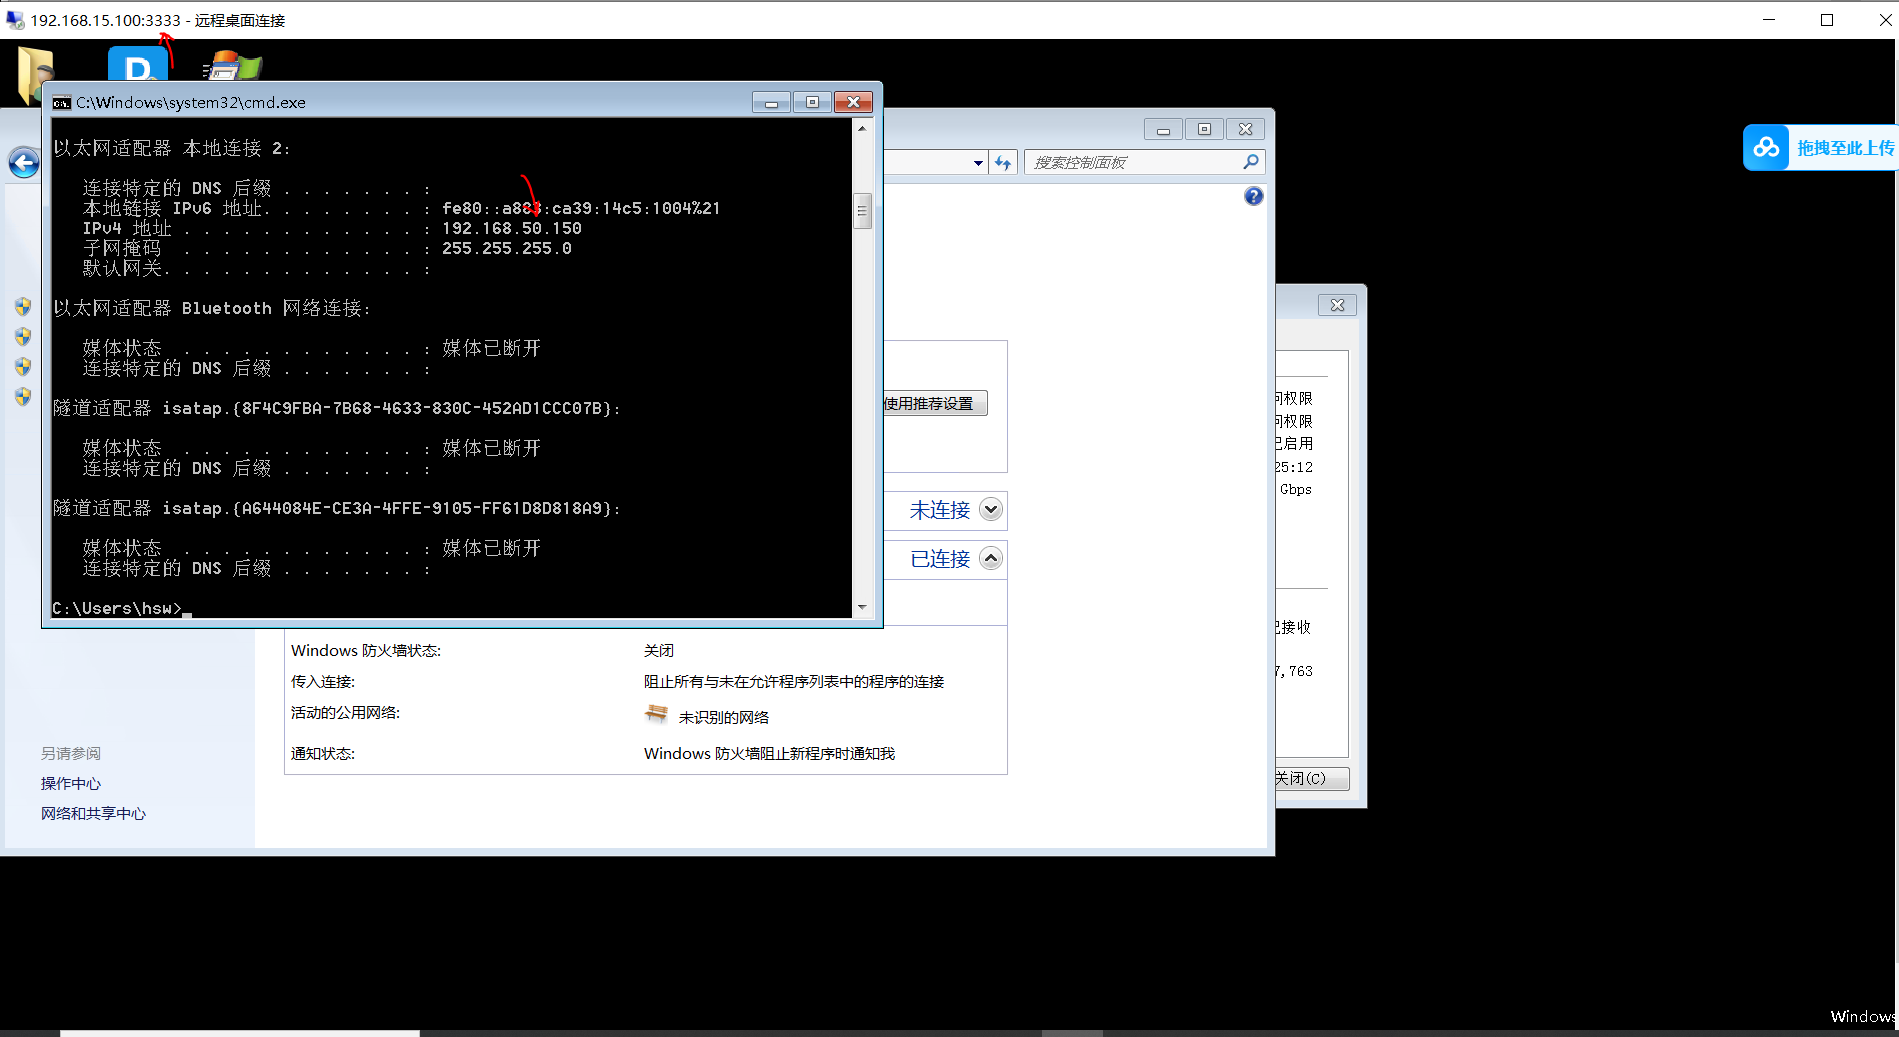 192.168.15.100:3333 - 远程桌面连接
D
C:\Windows\system32\cmd.exe
以太网适配器 本地连接 2:
连接特定的 DNS 后缀 . . . . . . . :
本地链接 IPv6 地址. . . . . . . . : fe80::a8 :ca39:14c5:1004%21
IPv4 地址 . . . . . . . . . . . . : 192.168.50.150
子网掩码 . . . . . . . . . . . . : 255.255.255.0
默认网关. . . . . . . . . . . . . :
以太网适配器 Bluetooth 网络连接:
媒体状态 . . . . . . . . . . . . : 媒体已断开
连接特定的 DNS 后缀 . . . . . . . :
隧道适配器 isatap.{8F4C9FBA-7B68-4633-830C-452AD1CCC07B}:
媒体状态 . . . . . . . . . . . . : 媒体已断开
连接特定的 DNS 后缀 . . . . . . . :
隧道适配器 isatap.{A644084E-CE3A-4FFE-9105-FF61D8D818A9}:
媒体状态 . . . . . . . . . . . . : 媒体已断开
连接特定的 DNS 后缀 . . . . . . . :
C:\Users\hsw>_
搜索控制面板
拖拽至此上传
使用推荐设置
未连接
已连接
Windows 防火墙状态: 关闭
传入连接: 阻止所有与未在允许程序列表中的程序的连接
活动的公用网络: 未识别的网络
通知状态: Windows 防火墙阻止新程序时通知我
另请参阅
操作中心
网络和共享中心
问权限
问权限
已启用
25:12
Gbps
已接收
7,763
关闭(C)
Windows